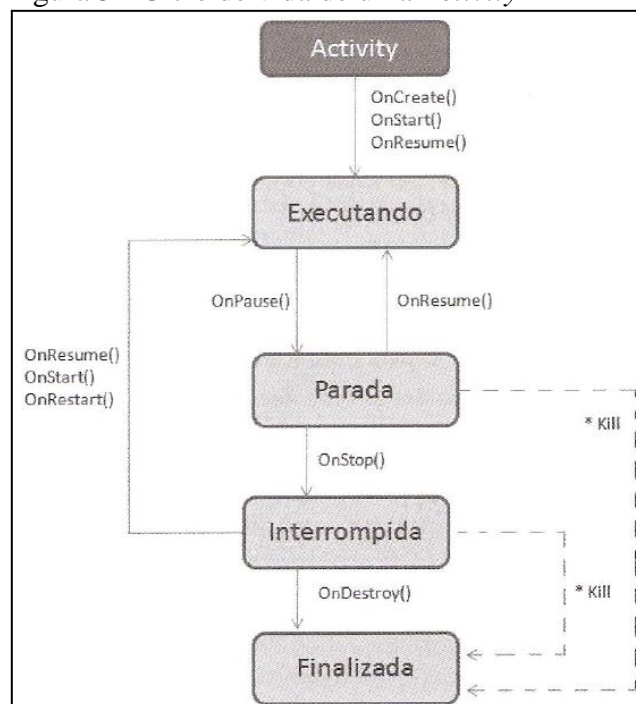 Activity
OnCreate()
OnStart()
OnResume()
Executando
OnPause()
OnResume()
OnResume()
OnStart()
OnRestart()
Parada
* Kill
OnStop()
Interrompida
OnDestroy()
* Kill
Finalizada